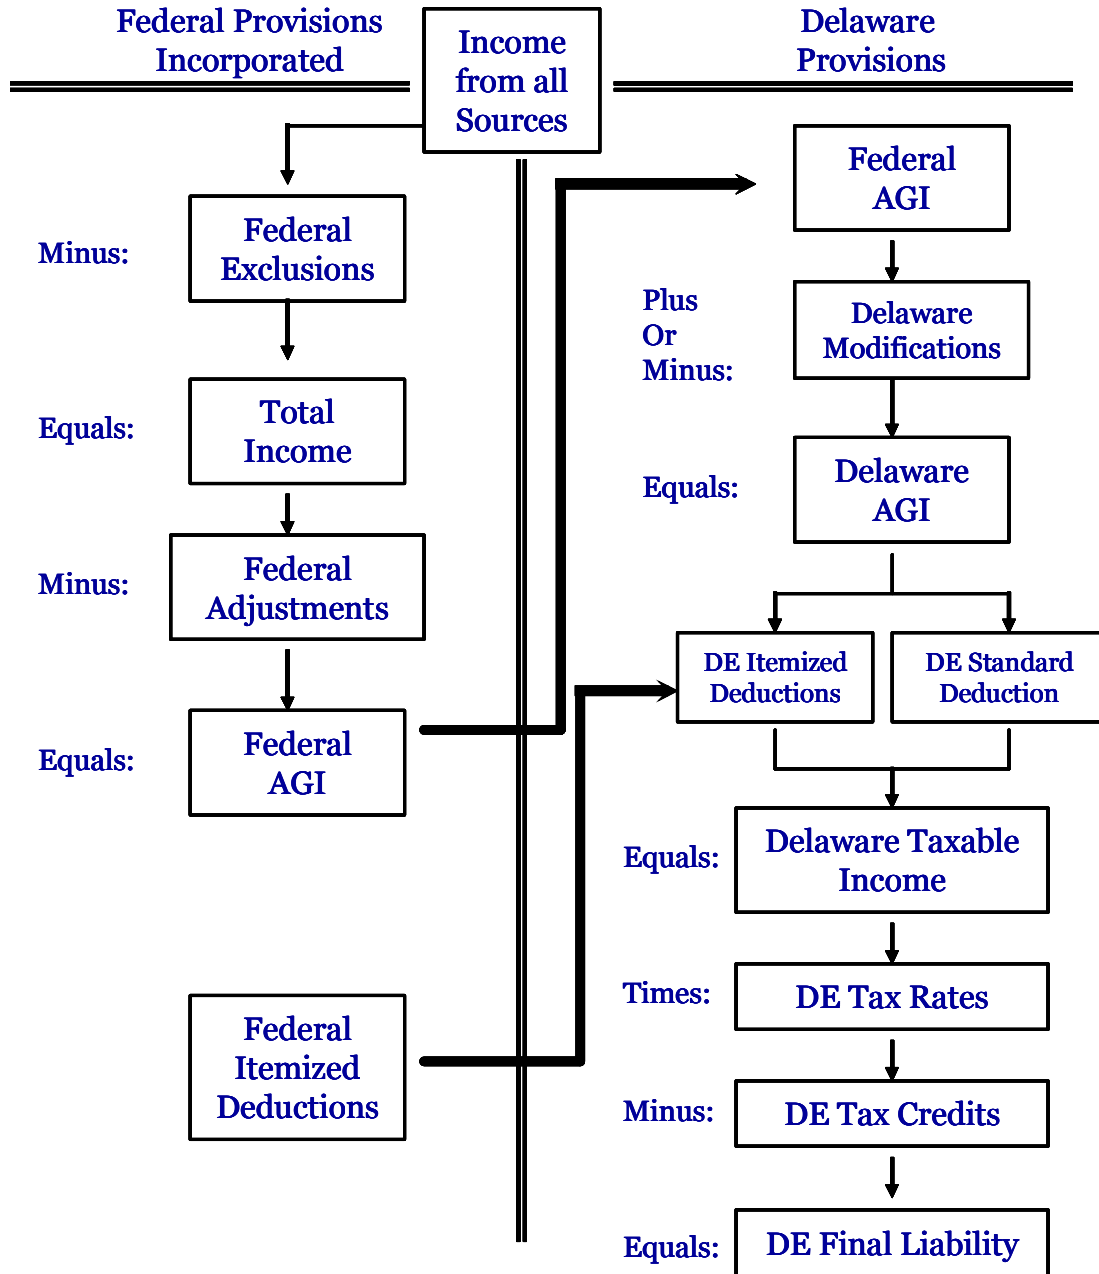 Federal Provisions
Incorporated
Income
from all
Sources
Delaware
Provisions
Minus:
Federal
Exclusions
Equals:
Total
Income
Minus:
Federal
Adjustments
Equals:
Federal
AGI
Federal
Itemized
Deductions
Federal
AGI
Plus
Or
Minus:
Delaware
Modifications
Equals:
Delaware
AGI
DE Itemized
Deductions
DE Standard
Deduction
Equals:
Delaware Taxable
Income
Times:
DE Tax Rates
Minus:
DE Tax Credits
Equals:
DE Final Liability